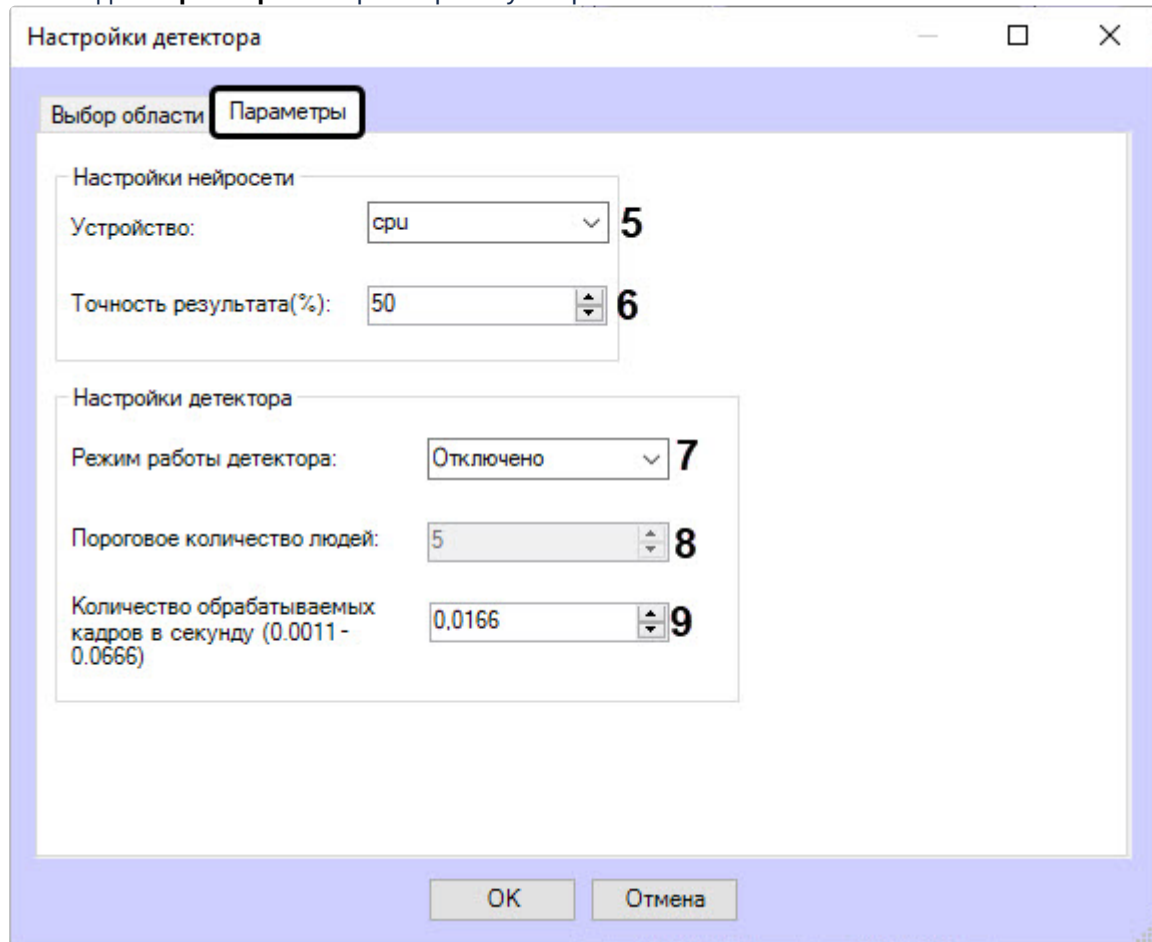 Настройки детектора
Выбор области
Параметры
Настройки нейросети
Устройство:
cpu
5
Точность результата(%):
50
6
Настройки детектора
Режим работы детектора:
Отключено
7
Пороговое количество людей:
5
8
Количество обрабатываемых
кадров в секунду (0.0011 -
0.0666)
0,0166
9
OK
Отмена